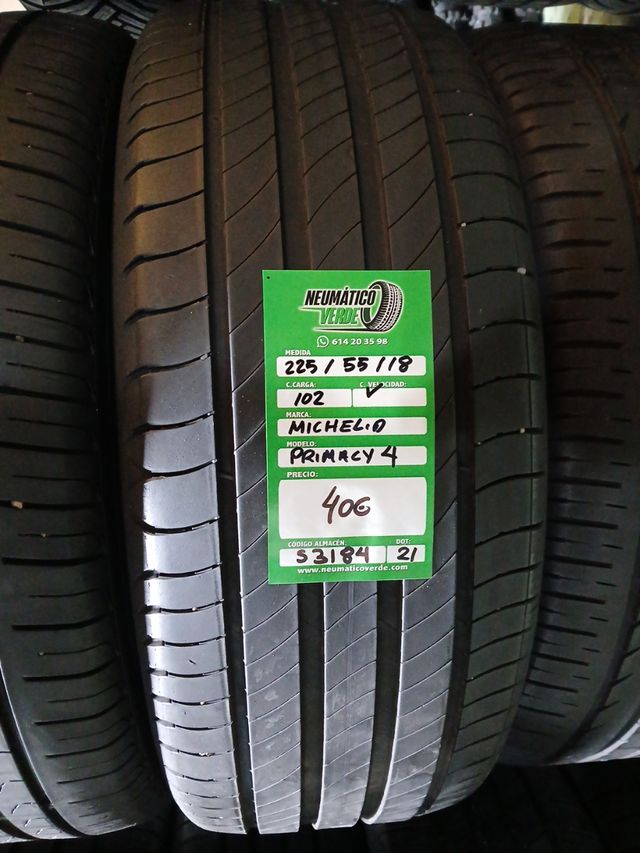 NEUMÁTICO
VERDE
614 20 35 98
MEDIDA
225 / 55 / 18
C.CARGA: C. VELOCIDAD:
102 V
MARCA:
MICHELIN
MODELO:
PRIMACY 4
PRECIO:
40€
CÓDIGO ALMACÉN: DOT:
S3184 21
www.neumaticoverde.com